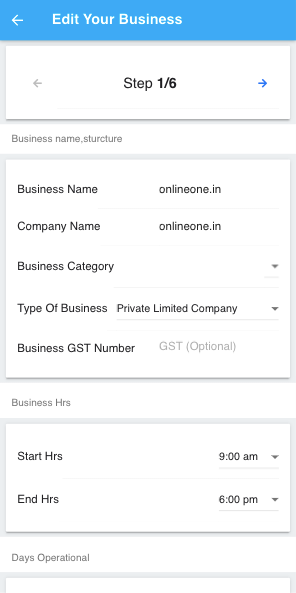 Edit Your Business
Step 1/6
Business name,sturcture
Business Name onlineone.in
Company Name onlineone.in
Business Category
Type Of Business Private Limited Company
Business GST Number GST (Optional)
Business Hrs
Start Hrs 9:00 am
End Hrs 6:00 pm
Days Operational